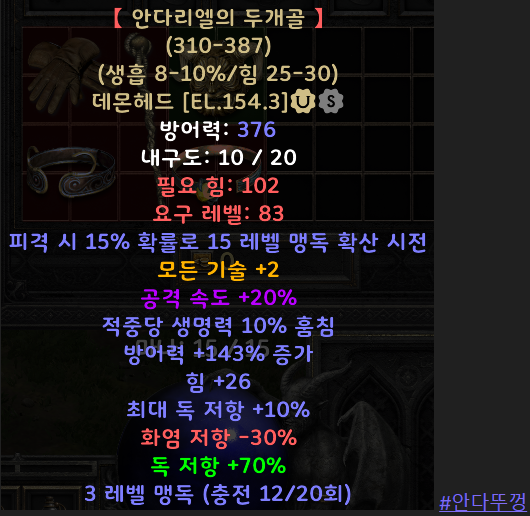 【 안다리엘의 두개골 】
(310-387)
(생흡 8-10%/힘 25-30)
데몬헤드 [EL.154.3] U S
방어력: 376
내구도: 10 / 20
필요 힘: 102
요구 레벨: 83
피격 시 15% 확률로 15 레벨 맹독 확산 시전
모든 기술 +2
공격 속도 +20%
적중당 생명력 10% 훔침
방어력 +143% 증가
힘 +26
최대 독 저항 +10%
화염 저항 -30%
독 저항 +70%
3 레벨 맹독 (충전 12/20회)
#안다뚜껑